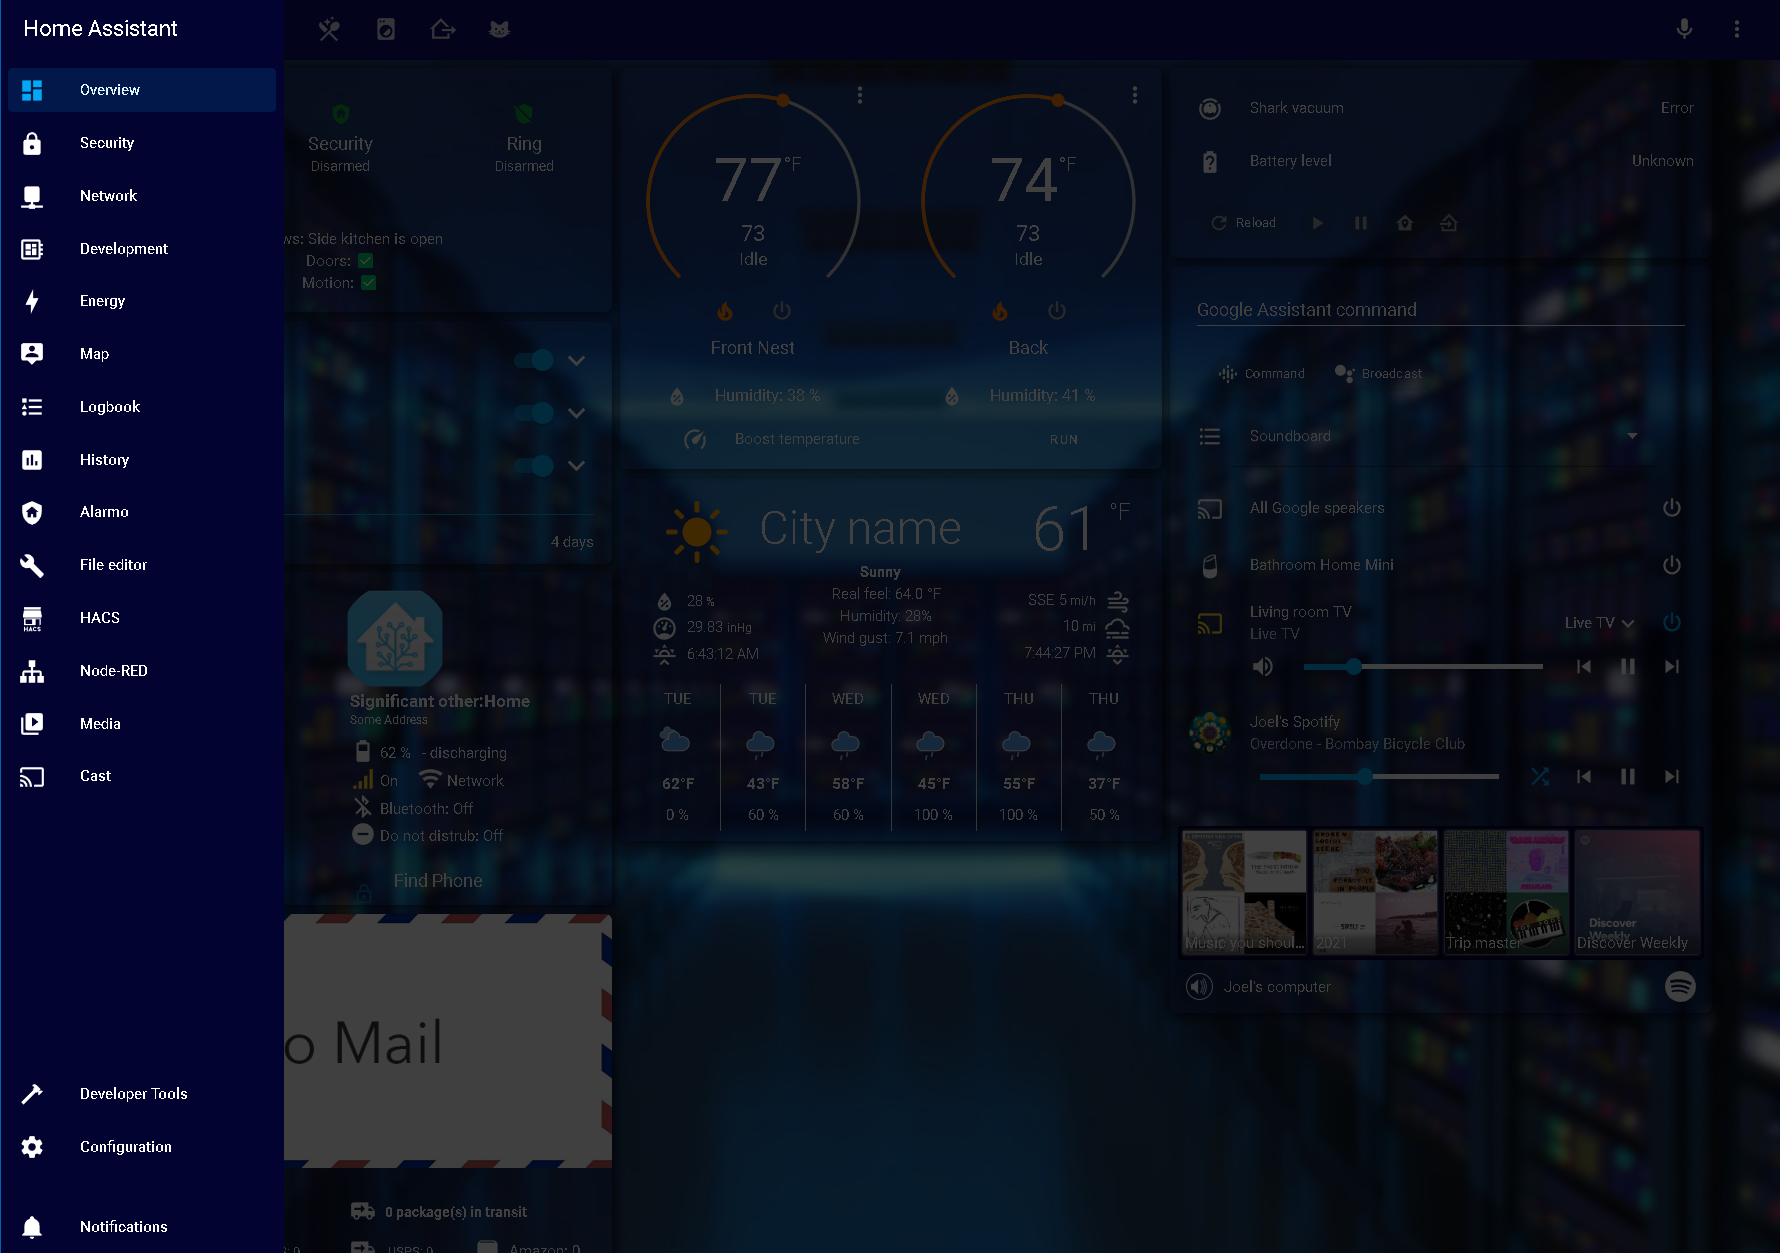 Home Assistant
Overview
Security
Network
Development
Energy
Map
Logbook
History
Alarmo
File editor
HACS
HACS
Node-RED
Media
Cast
Developer Tools
Configuration
Notifications
Security
Disarmed
Ring
Disarmed
ws: Side kitchen is open
Doors:
Motion:
4 days
Significant other:Home
Some Address
62 % - discharging
On Network
Bluetooth: Off
Do not distrub: Off
Find Phone
o Mail
0 package(s) in transit
USPS: 0 Amazon: 0
77 °F
73
Idle
Front Nest
Humidity: 38 %
74 °F
73
Idle
Back
Humidity: 41 %
Boost temperature RUN
City name 61 °F
Sunny
Real feel: 64.0 °F
Humidity: 28%
Wind gust: 7.1 mph
28 %
29.83 inHg
6:43:12 AM
SSE 5 mi/h
10 mi
7:44:27 PM
TUE TUE WED WED THU THU
62°F 43°F 58°F 45°F 55°F 37°F
0 % 60 % 60 % 100 % 100 % 50 %
Shark vacuum Error
Battery level Unknown
Reload
Google Assistant command
Command Broadcast
Soundboard
All Google speakers
Bathroom Home Mini
Living room TV
Live TV
Live TV
Joel's Spotify
Overdone - Bombay Bicycle Club
Music you shoul...
2021
Trip master
Discover
Weekly
Discover Weekly
Joel's computer